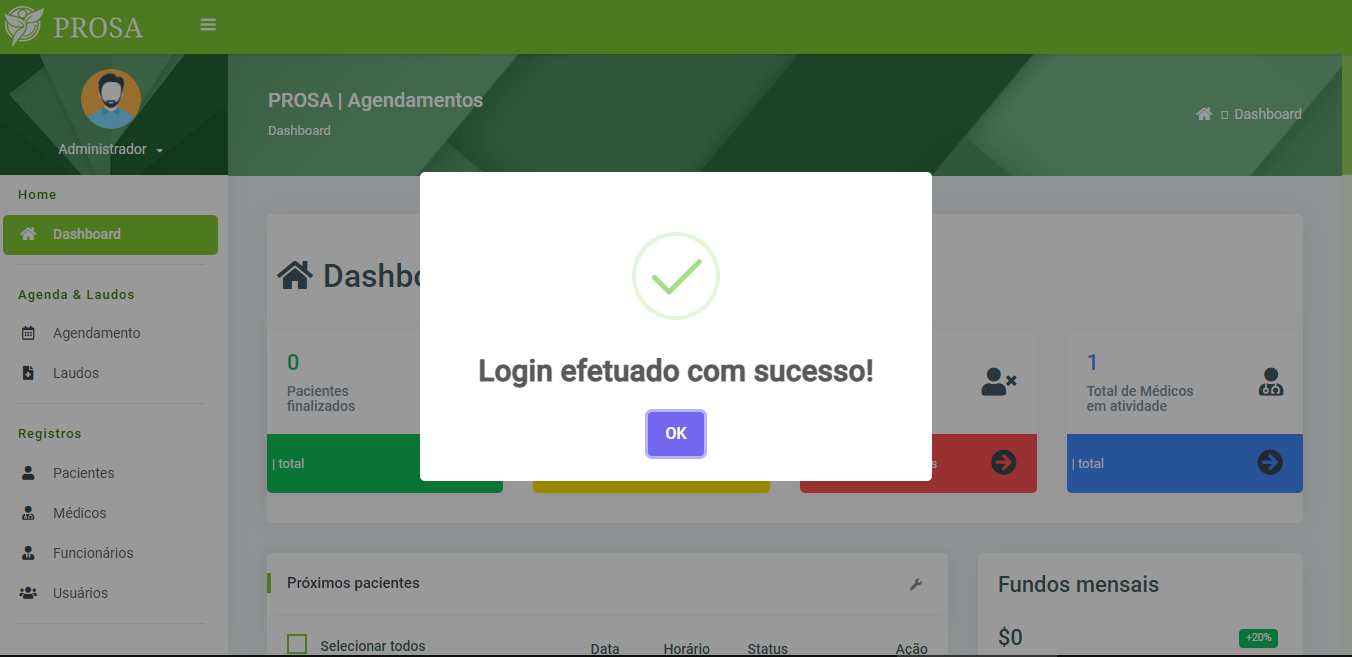 PROSA
Administrador
Home
Dashboard
Agenda & Laudos
Agendamento
Laudos
Registros
Pacientes
Médicos
Funcionários
Usuários
PROSA | Agendamentos
Dashboard
Dashboard
Dashbo
0
Pacientes
finalizados
| total
s
1
Total de Médicos
em atividade
| total
Login efetuado com sucesso!
OK
Próximos pacientes
Selecionar todos
Data
Horário
Status
Ação
Fundos mensais
$0
+20%